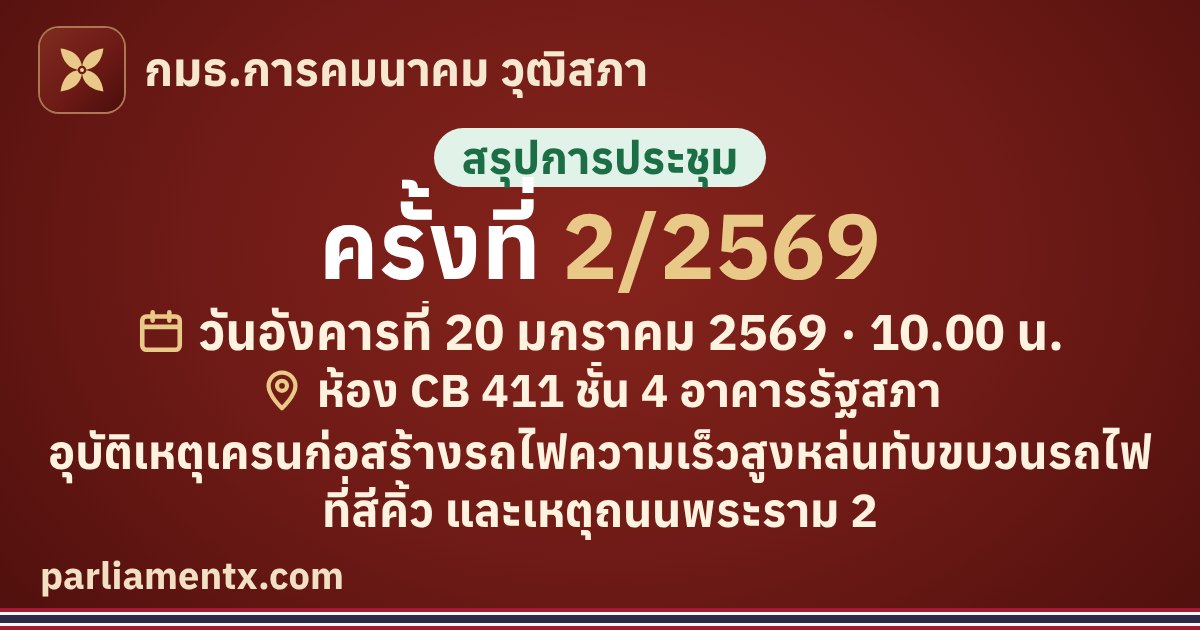 กมธ.การคมนาคม วุฒิสภา
สรุปการประชุม
ครั้งที่ 2/2569
วันอังคารที่ 20 มกราคม 2569 · 10.00 น.
ห้อง CB 411 ชั้น 4 อาคารรัฐสภา
อุบัติเหตุเครนก่อสร้างรถไฟความเร็วสูงหล่นทับขบวนรถไฟ
ที่สีคิ้ว และเหตุถนนพระราม 2
parliamentx.com